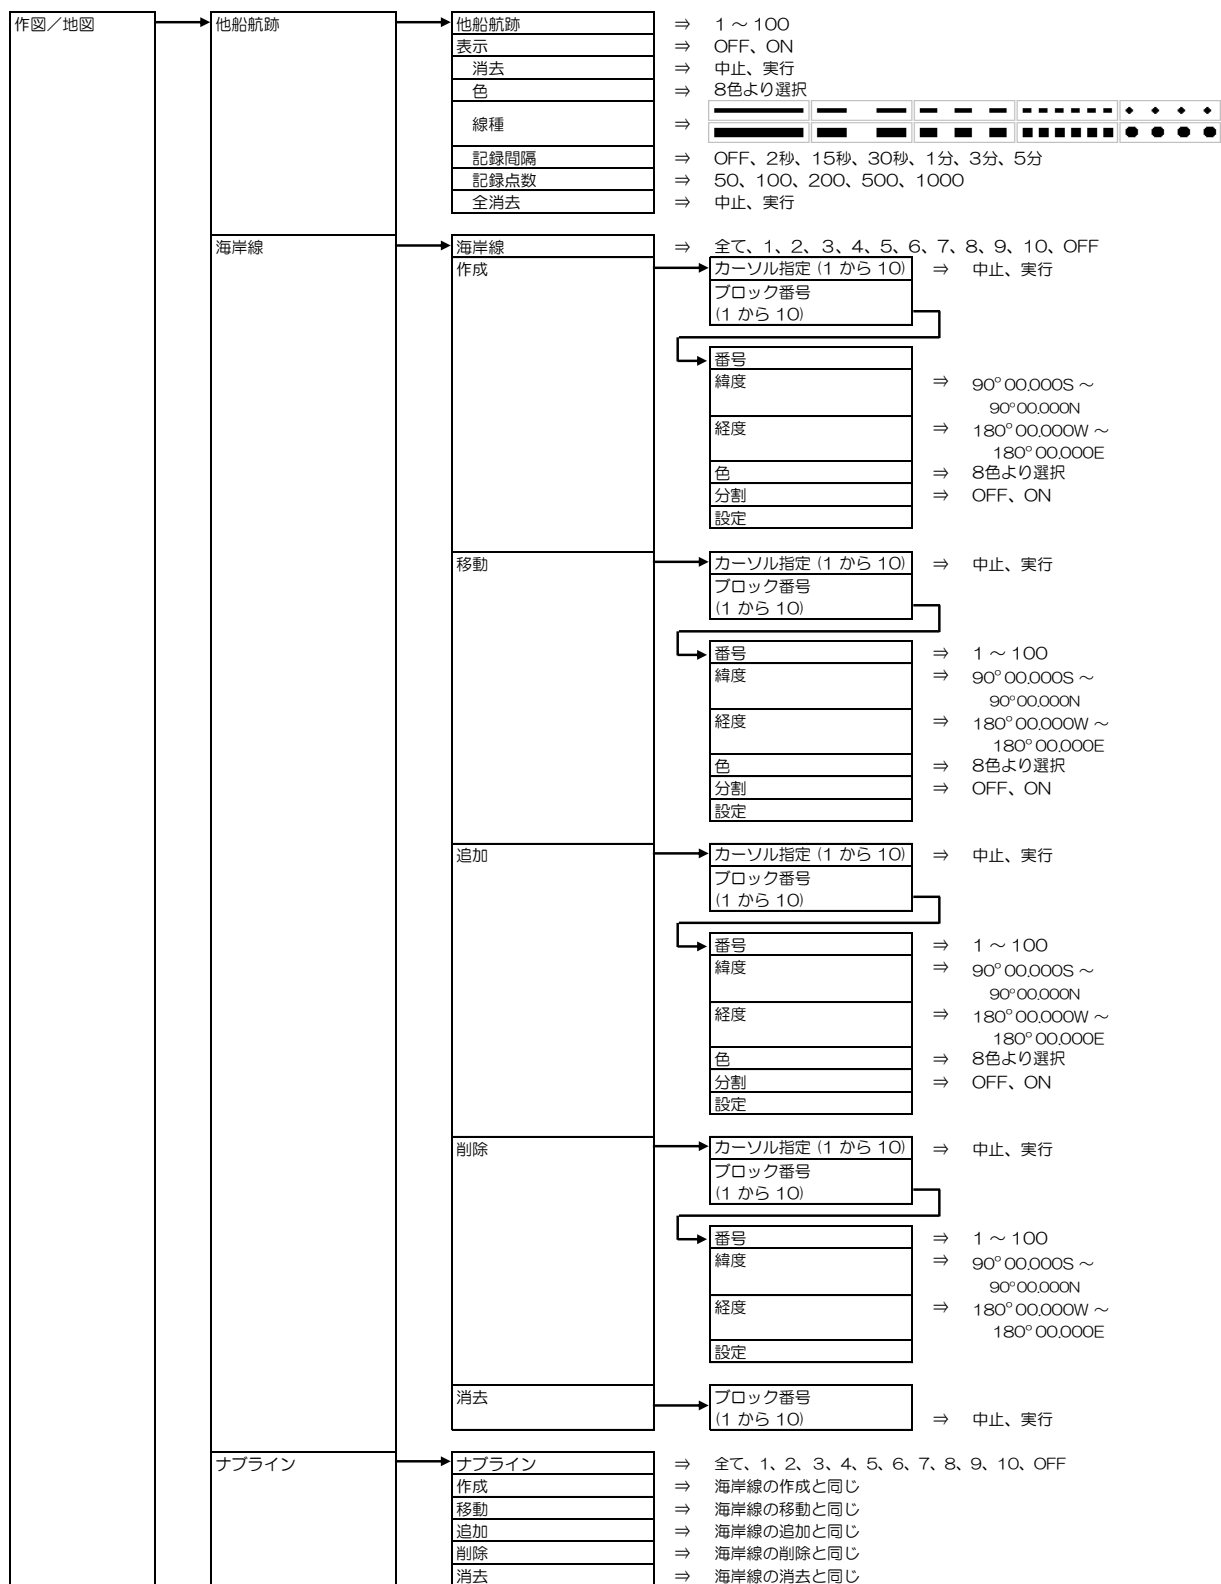 作図／地図 他船航跡 他船航跡 ⇒ 1 ～ 100
表示 ⇒ OFF、ON
消去 ⇒ 中止、実行
色 ⇒ 8色より選択
線種 ⇒
記録間隔 ⇒ OFF、2秒、15秒、30秒、1分、3分、5分
記録点数 ⇒ 50、100、200、500、1000
全消去 ⇒ 中止、実行
海岸線 海岸線 ⇒ 全て、1、2、3、4、5、6、7、8、9、10、OFF
作成 カーソル指定 (1 から 10) ⇒ 中止、実行
ブロック番号
(1 から 10)
番号
緯度 ⇒ 90°00.000S ～
90°00.000N
経度 ⇒ 180°00.000W ～
180°00.000E
色 ⇒ 8色より選択
分割 ⇒ OFF、ON
設定
移動 カーソル指定 (1 から 10) ⇒ 中止、実行
ブロック番号
(1 から 10)
番号 ⇒ 1 ～ 100
緯度 ⇒ 90°00.000S ～
90°00.000N
経度 ⇒ 180°00.000W ～
180°00.000E
色 ⇒ 8色より選択
分割 ⇒ OFF、ON
設定
追加 カーソル指定 (1 から 10) ⇒ 中止、実行
ブロック番号
(1 から 10)
番号 ⇒ 1 ～ 100
緯度 ⇒ 90°00.000S ～
90°00.000N
経度 ⇒ 180°00.000W ～
180°00.000E
色 ⇒ 8色より選択
分割 ⇒ OFF、ON
設定
削除 カーソル指定 (1 から 10) ⇒ 中止、実行
ブロック番号
(1 から 10)
番号 ⇒ 1 ～ 100
緯度 ⇒ 90°00.000S ～
90°00.000N
経度 ⇒ 180°00.000W ～
180°00.000E
設定
消去 ブロック番号
(1 から 10) ⇒ 中止、実行
ナブライン ナブライン ⇒ 全て、1、2、3、4、5、6、7、8、9、10、OFF
作成 ⇒ 海岸線の作成と同じ
移動 ⇒ 海岸線の移動と同じ
追加 ⇒ 海岸線の追加と同じ
削除 ⇒ 海岸線の削除と同じ
消去 ⇒ 海岸線の消去と同じ